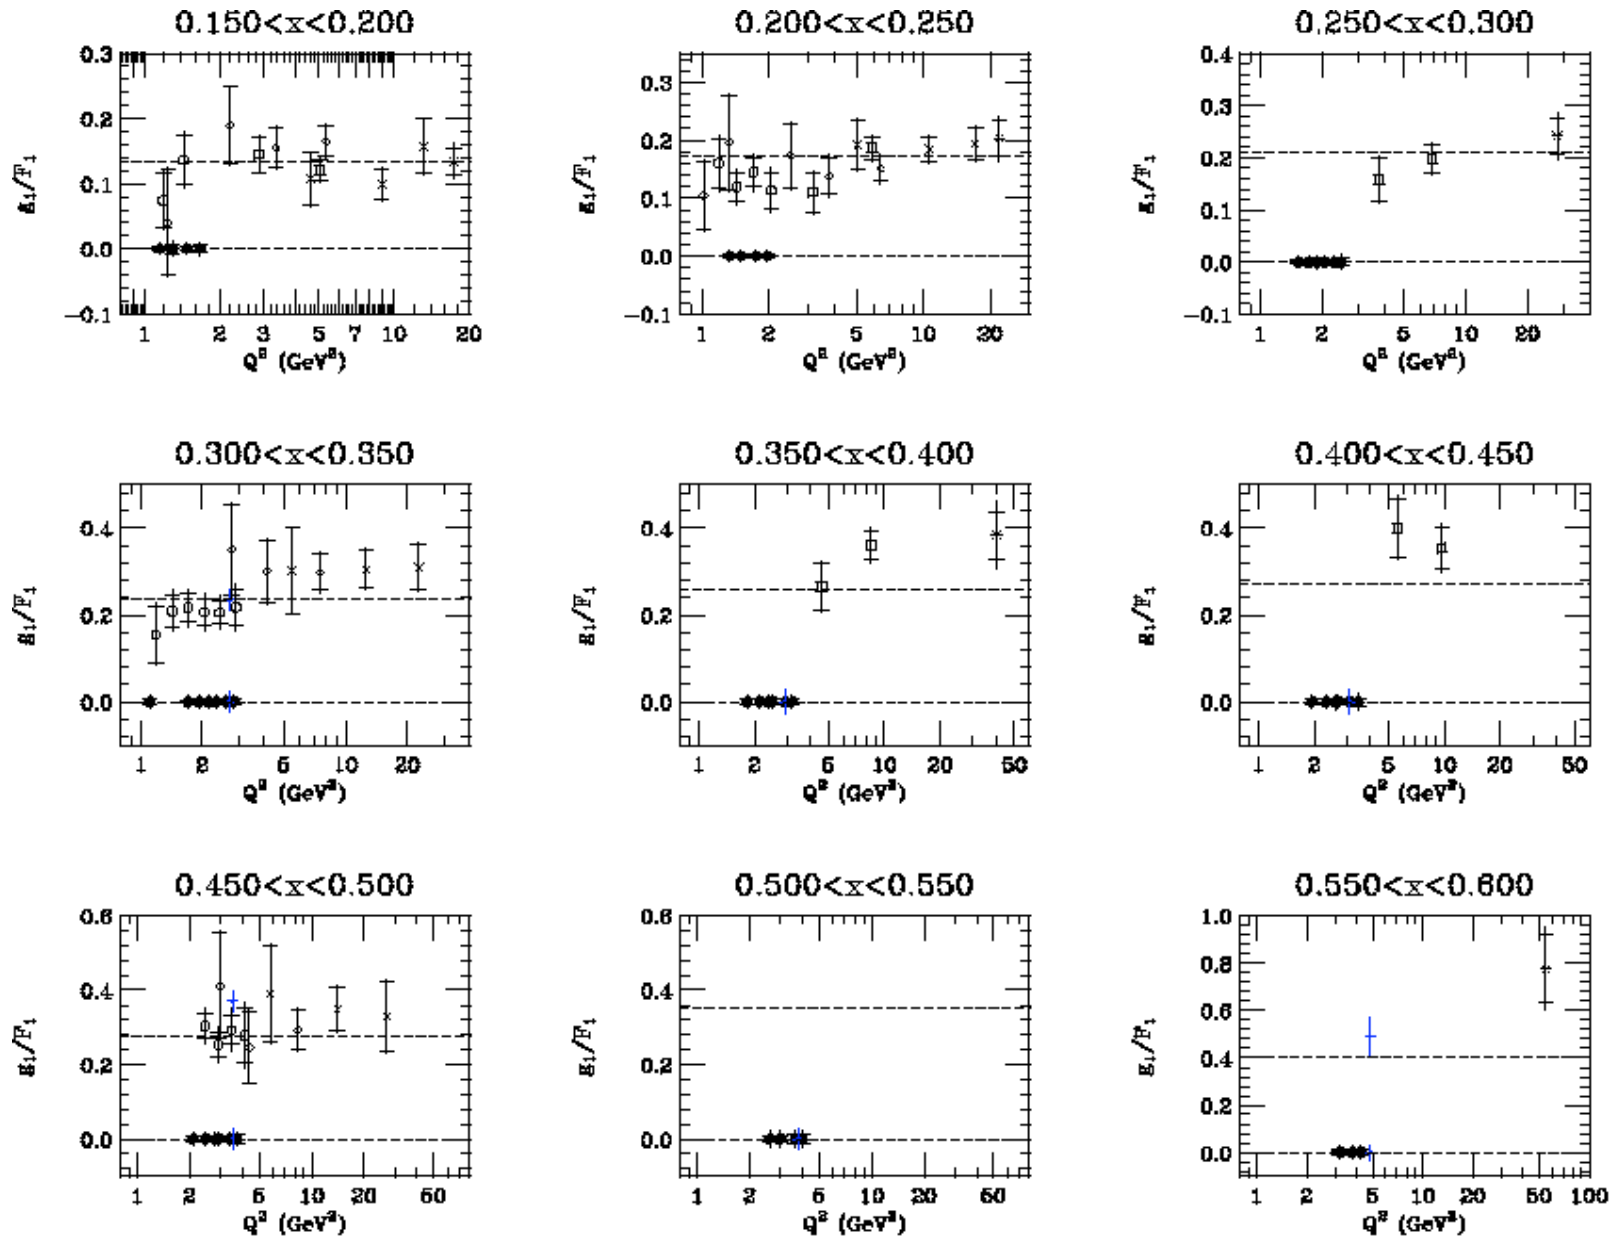 0.150<x<0.200 0.200<x<0.250 0.250<x<0.300
0.3 0.2 0.1 0.0 −0.1
g₁/F₁
1 2 3 5 7 10 20
Q² (GeV²)
0.3 0.2 0.1 0.0 −0.1
g₁/F₁
1 2 5 10 20
Q² (GeV²)
0.4 0.3 0.2 0.1 0.0 −0.1
g₁/F₁
1 2 5 10 20
Q² (GeV²)
0.300<x<0.350 0.350<x<0.400 0.400<x<0.450
0.4 0.2 0.0
g₁/F₁
1 2 5 10 20
Q² (GeV²)
0.4 0.2 0.0
g₁/F₁
1 2 5 10 20 50
Q² (GeV²)
0.4 0.2 0.0
g₁/F₁
1 2 5 10 20 50
Q² (GeV²)
0.450<x<0.500 0.500<x<0.550 0.550<x<0.600
0.6 0.4 0.2 0.0
g₁/F₁
1 2 5 10 20 50
Q² (GeV²)
0.6 0.4 0.2 0.0
g₁/F₁
1 2 5 10 20 50
Q² (GeV²)
1.0 0.8 0.6 0.4 0.2 0.0
g₁/F₁
1 2 5 10 20 50 100
Q² (GeV²)